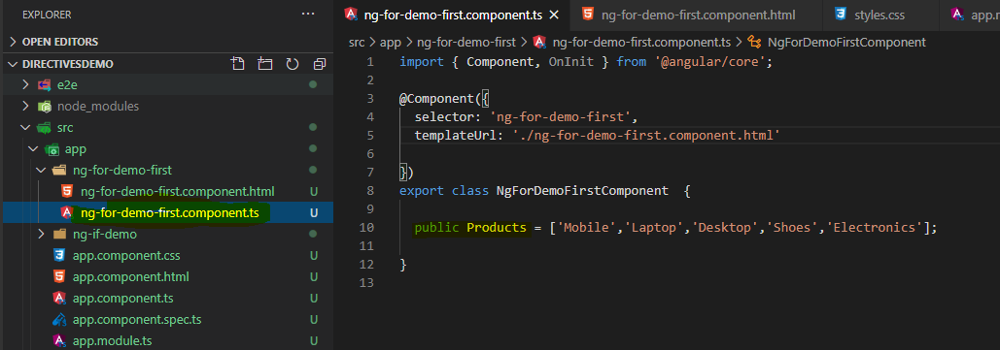 EXPLORER
OPEN EDITORS
DIRECTIVESDEMO
e2e
node_modules
src
app
ng-for-demo-first
ng-for-demo-first.component.html U
ng-for-demo-first.component.ts U
ng-if-demo
app.component.css U
app.component.html U
app.component.ts U
app.component.spec.ts U
app.module.ts U
ng-for-demo-first.component.ts ng-for-demo-first.component.html styles.css app.r
src > app > ng-for-demo-first > ng-for-demo-first.component.ts > NgForDemoFirstComponent
1 import { Component, OnInit } from '@angular/core';
2
3 @Component({
4 selector: 'ng-for-demo-first',
5 templateUrl: './ng-for-demo-first.component.html'
6
7 })
8 export class NgForDemoFirstComponent  {
9
10 public Products = ['Mobile','Laptop','Desktop','Shoes','Electronics'];
11
12 }
13